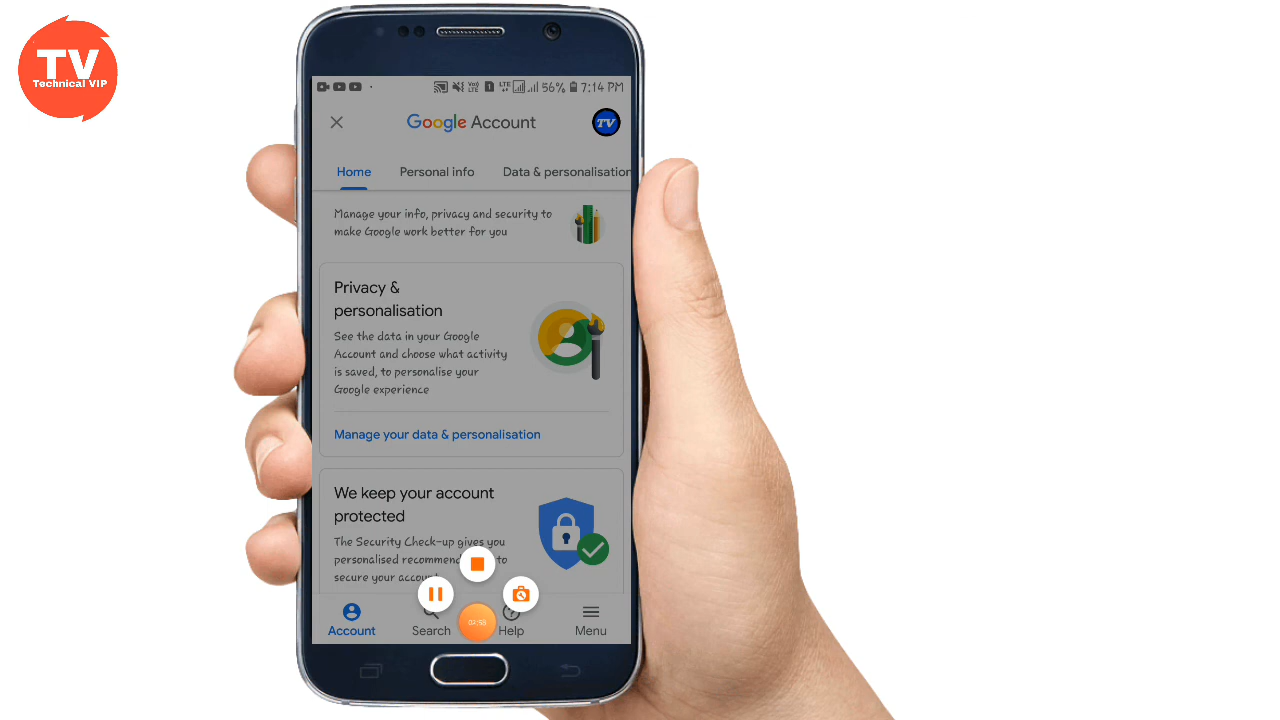 TV
Technical VIP
56% 7:14 PM
Google Account
TV
Home Personal info Data & personalisation
Manage your info, privacy and security to
make Google work better for you
Privacy &
personalisation
See the data in your Google
Account and choose what activity
is saved, to personalise your
Google experience
Manage your data & personalisation
We keep your account
protected
The Security Check-up gives you
personalised to
secure your
Account Search Help Menu